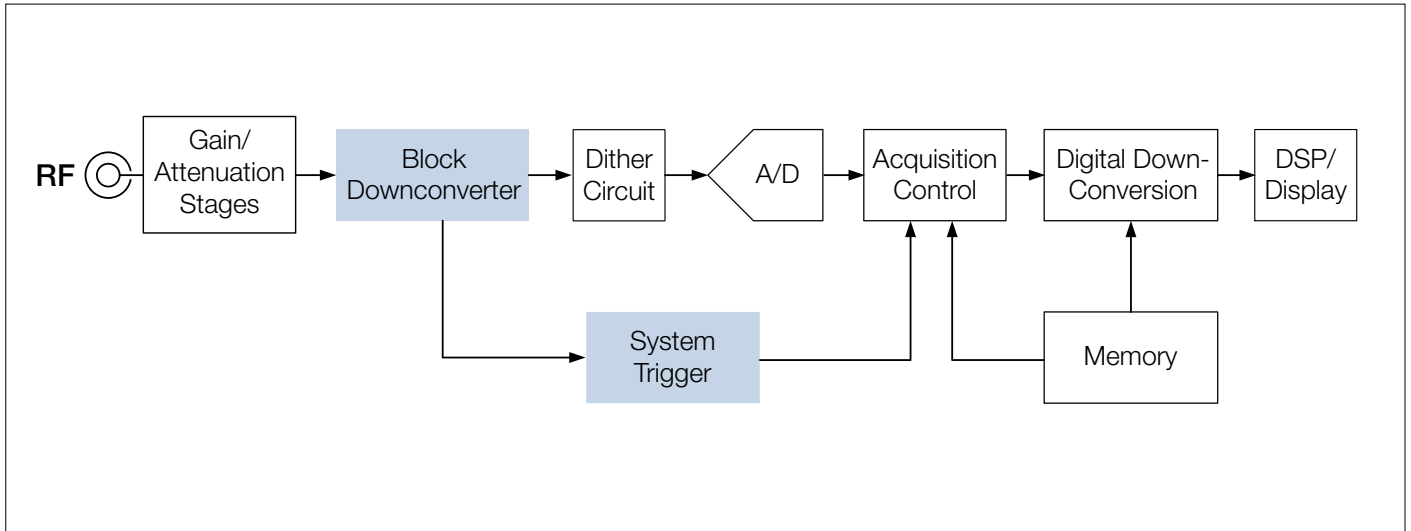 RF
Gain/
Attenuation
Stages
Block
Downconverter
Dither
Circuit
A/D
Acquisition
Control
Digital Down-
Conversion
DSP/
Display
System
Trigger
Memory